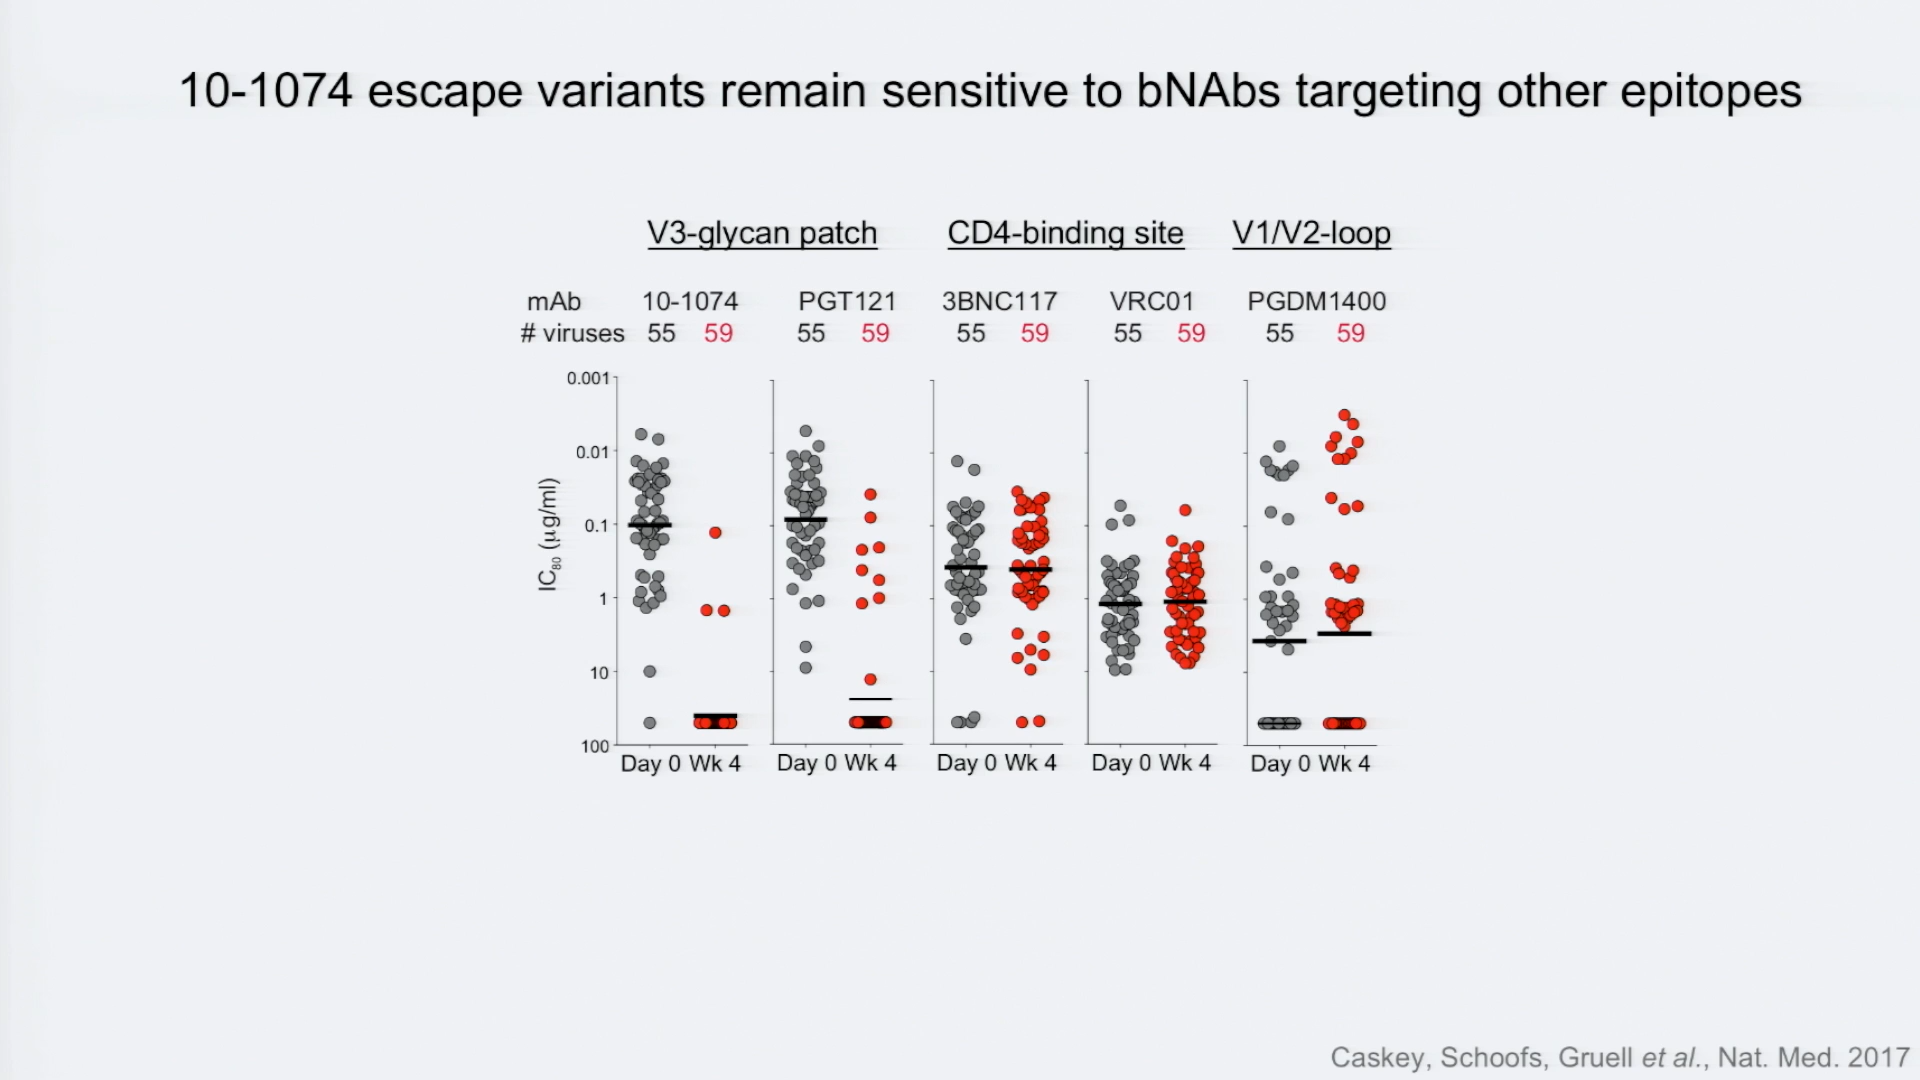 10-1074 escape variants remain sensitive to bNAbs targeting other epitopes
V3-glycan patch CD4-binding site V1/V2-loop
mAb 10-1074 PGT121 3BNC117 VRC01 PGDM1400
# viruses 55 59 55 59 55 59 55 59 55 59
IC80 (µg/ml)
0.001
0.01
0.1
1
10
100
Day 0 Wk 4 Day 0 Wk 4 Day 0 Wk 4 Day 0 Wk 4 Day 0 Wk 4
Caskey, Schoofs, Gruell et al., Nat. Med. 2017